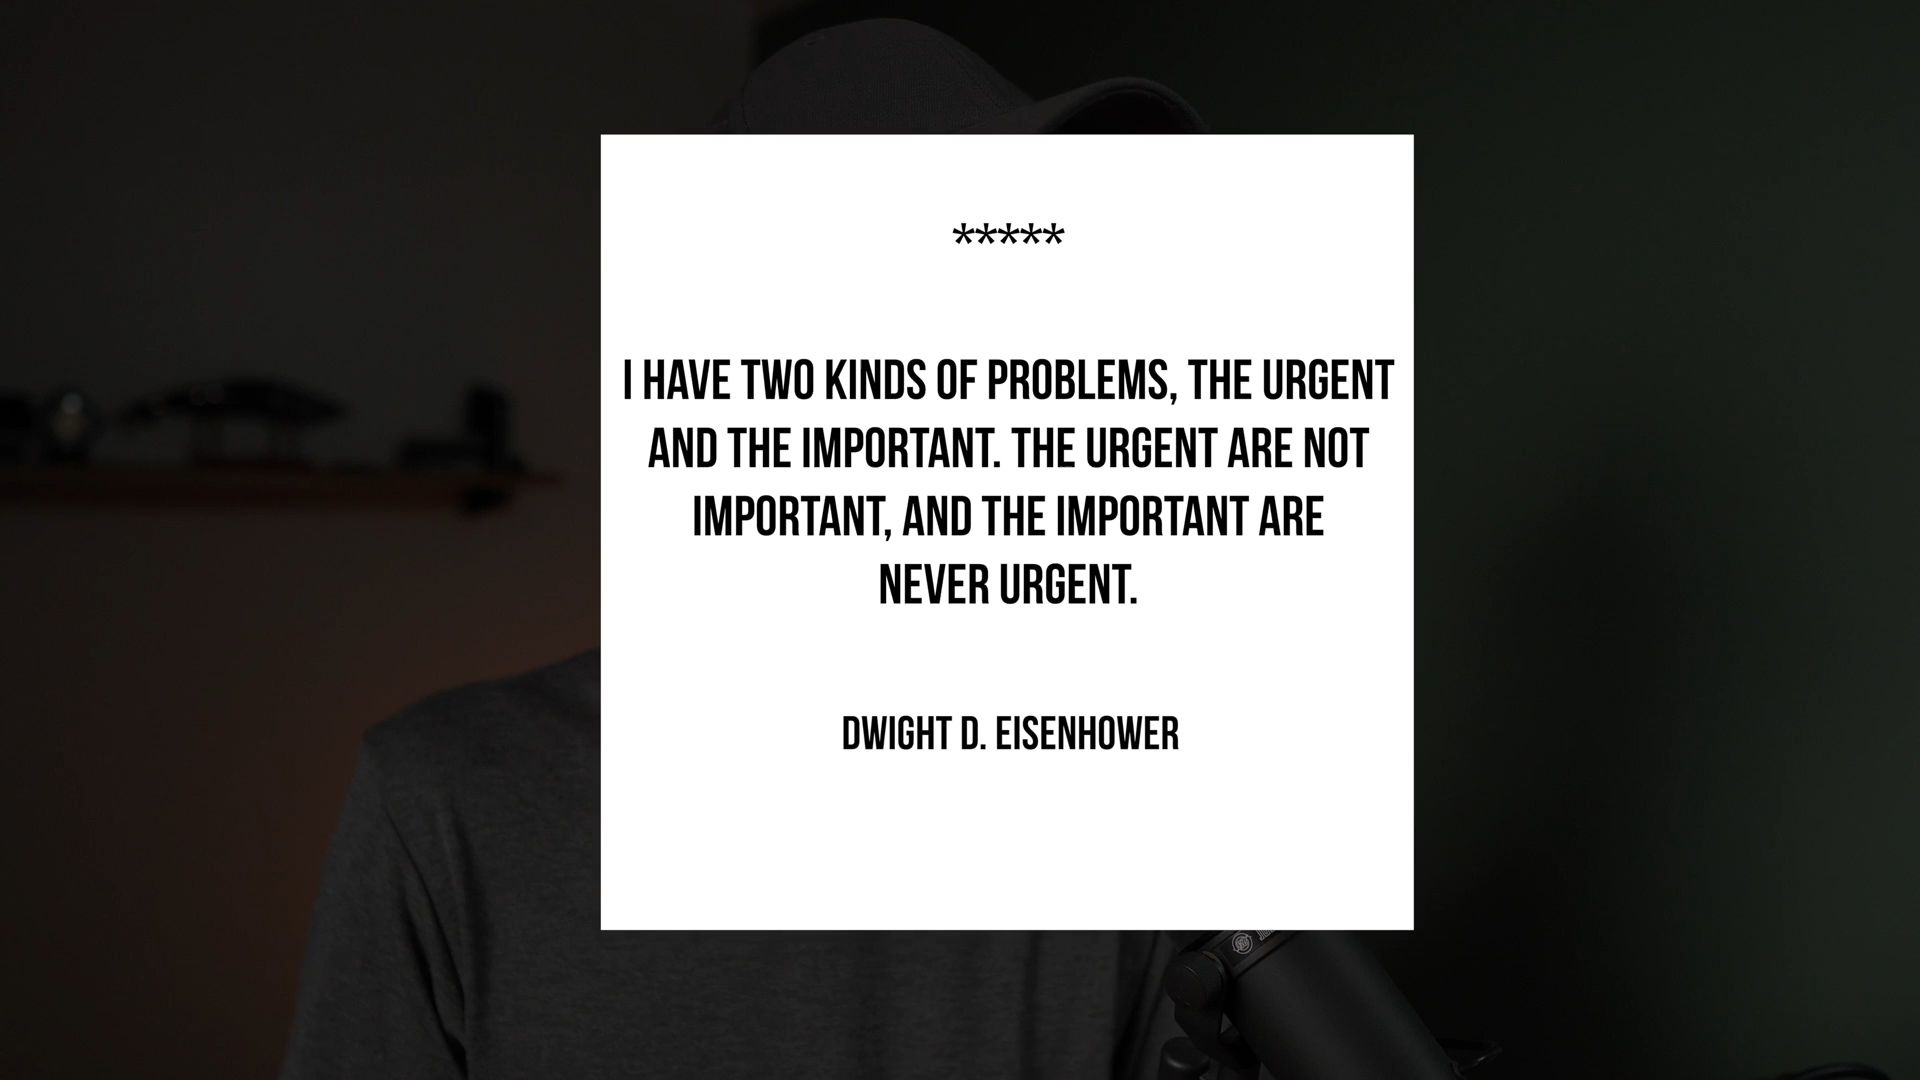 *****
I HAVE TWO KINDS OF PROBLEMS, THE URGENT
AND THE IMPORTANT. THE URGENT ARE NOT
IMPORTANT, AND THE IMPORTANT ARE
NEVER URGENT.
DWIGHT D. EISENHOWER